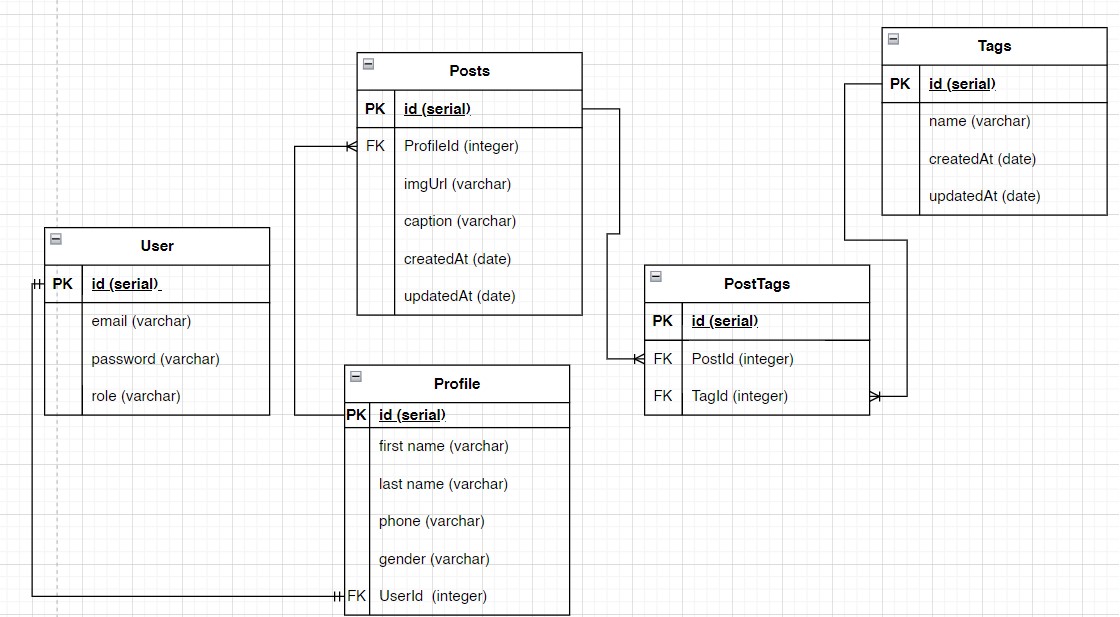 User
PK id (serial)
email (varchar)
password (varchar)
role (varchar)
Posts
PK id (serial)
FK ProfileId (integer)
imgUrl (varchar)
caption (varchar)
createdAt (date)
updatedAt (date)
Profile
PK id (serial)
first name (varchar)
last name (varchar)
phone (varchar)
gender (varchar)
FK UserId (integer)
PostTags
PK id (serial)
FK PostId (integer)
FK TagId (integer)
Tags
PK id (serial)
name (varchar)
createdAt (date)
updatedAt (date)